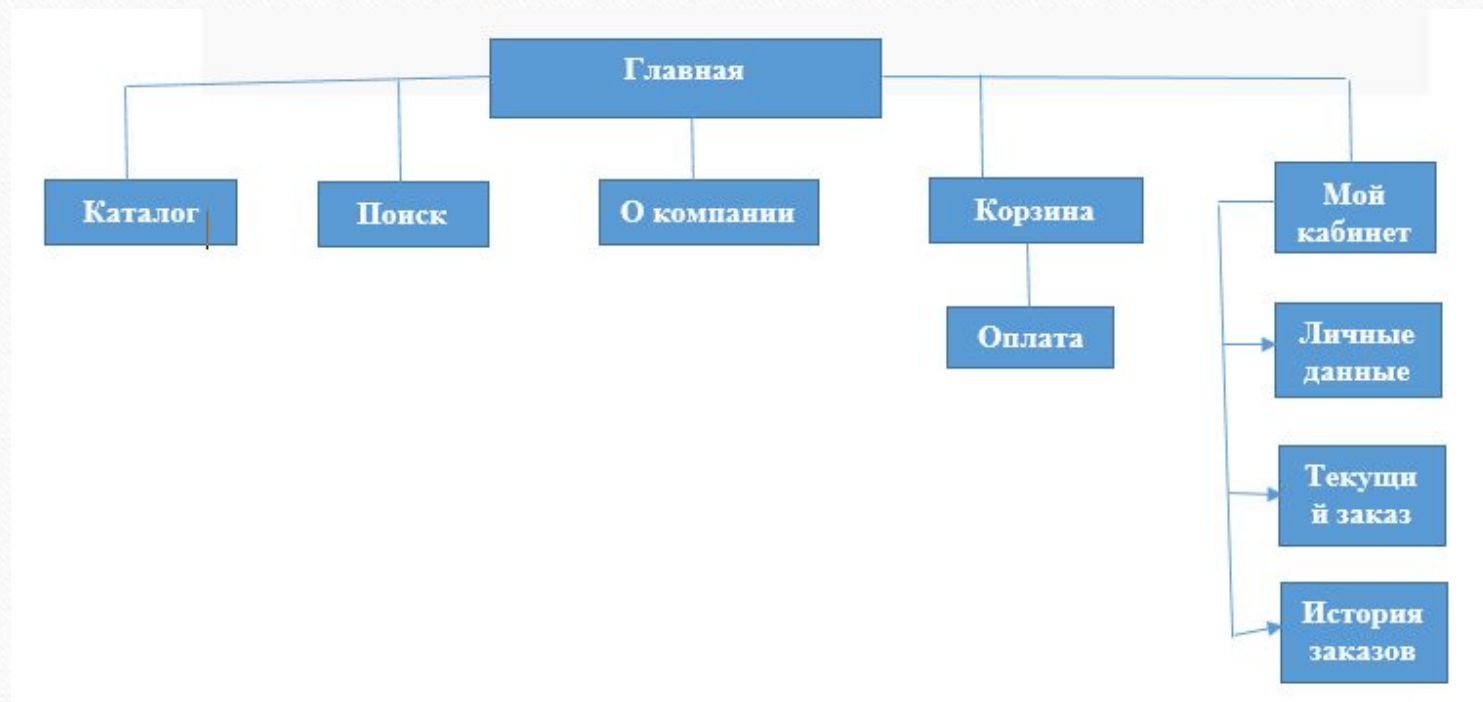 Главная
Каталог
Поиск
О компании
Корзина
Мой
кабинет
Оплата
Личные
данные
Текущи
й заказ
История
заказов